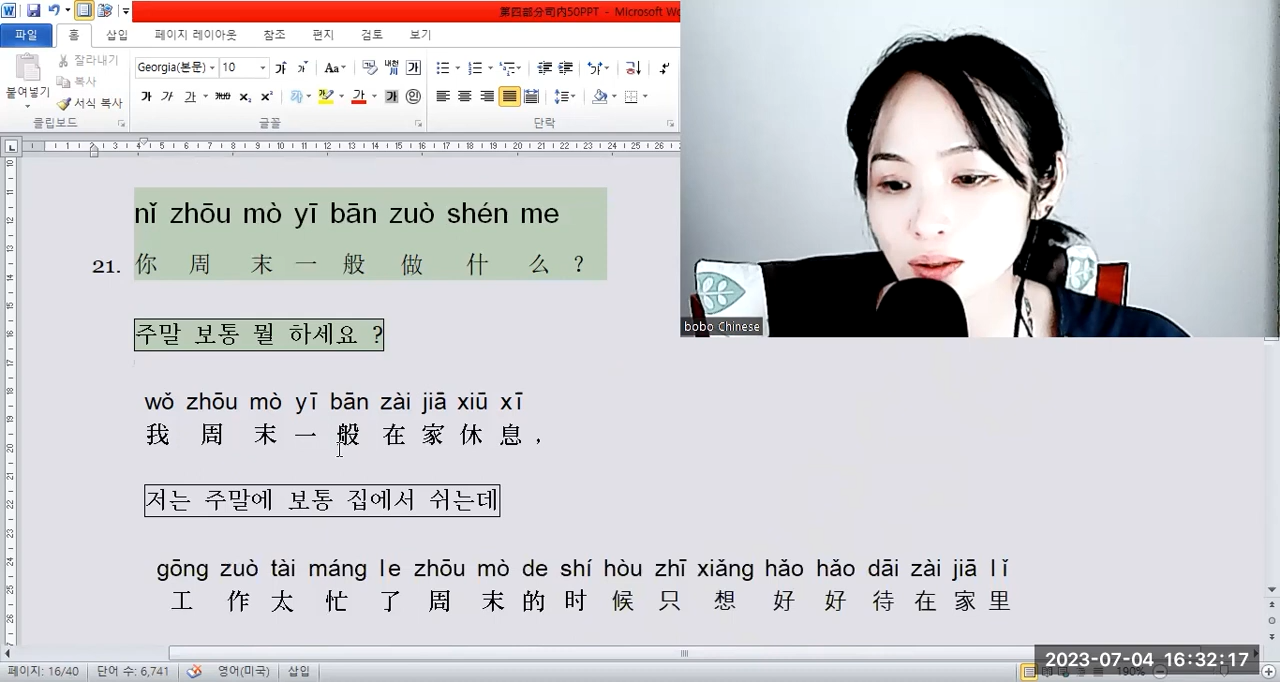 第四部分司内50PPT - Microsoft Wo
파일 홈 삽입 페이지 레이아웃 참조 편지 검토 보기
붙여넣기
잘라내기
복사
서식 복사
클립보드
Georgia(본문) 10
글꼴
단락
nǐ zhōu mò yī bān zuò shén me
21. 你 周 末 一 般 做 什 么 ?
주말 보통 뭘 하세요 ?
wǒ zhōu mò yī bān zài jiā xiū xī
我 周 末 一 般 在 家 休 息 ,
저는 주말에 보통 집에서 쉬는데
gōng zuò tài máng le zhōu mò de shí hòu zhī xiǎng hǎo hǎo dāi zài jiā lǐ
工 作 太 忙 了 周 末 的 时 候 只 想 好 好 待 在 家 里
bobo Chinese
페이지: 16/40 단어 수: 6,741 영어(미국) 삽입
190%
2023-07-04 16:32:17